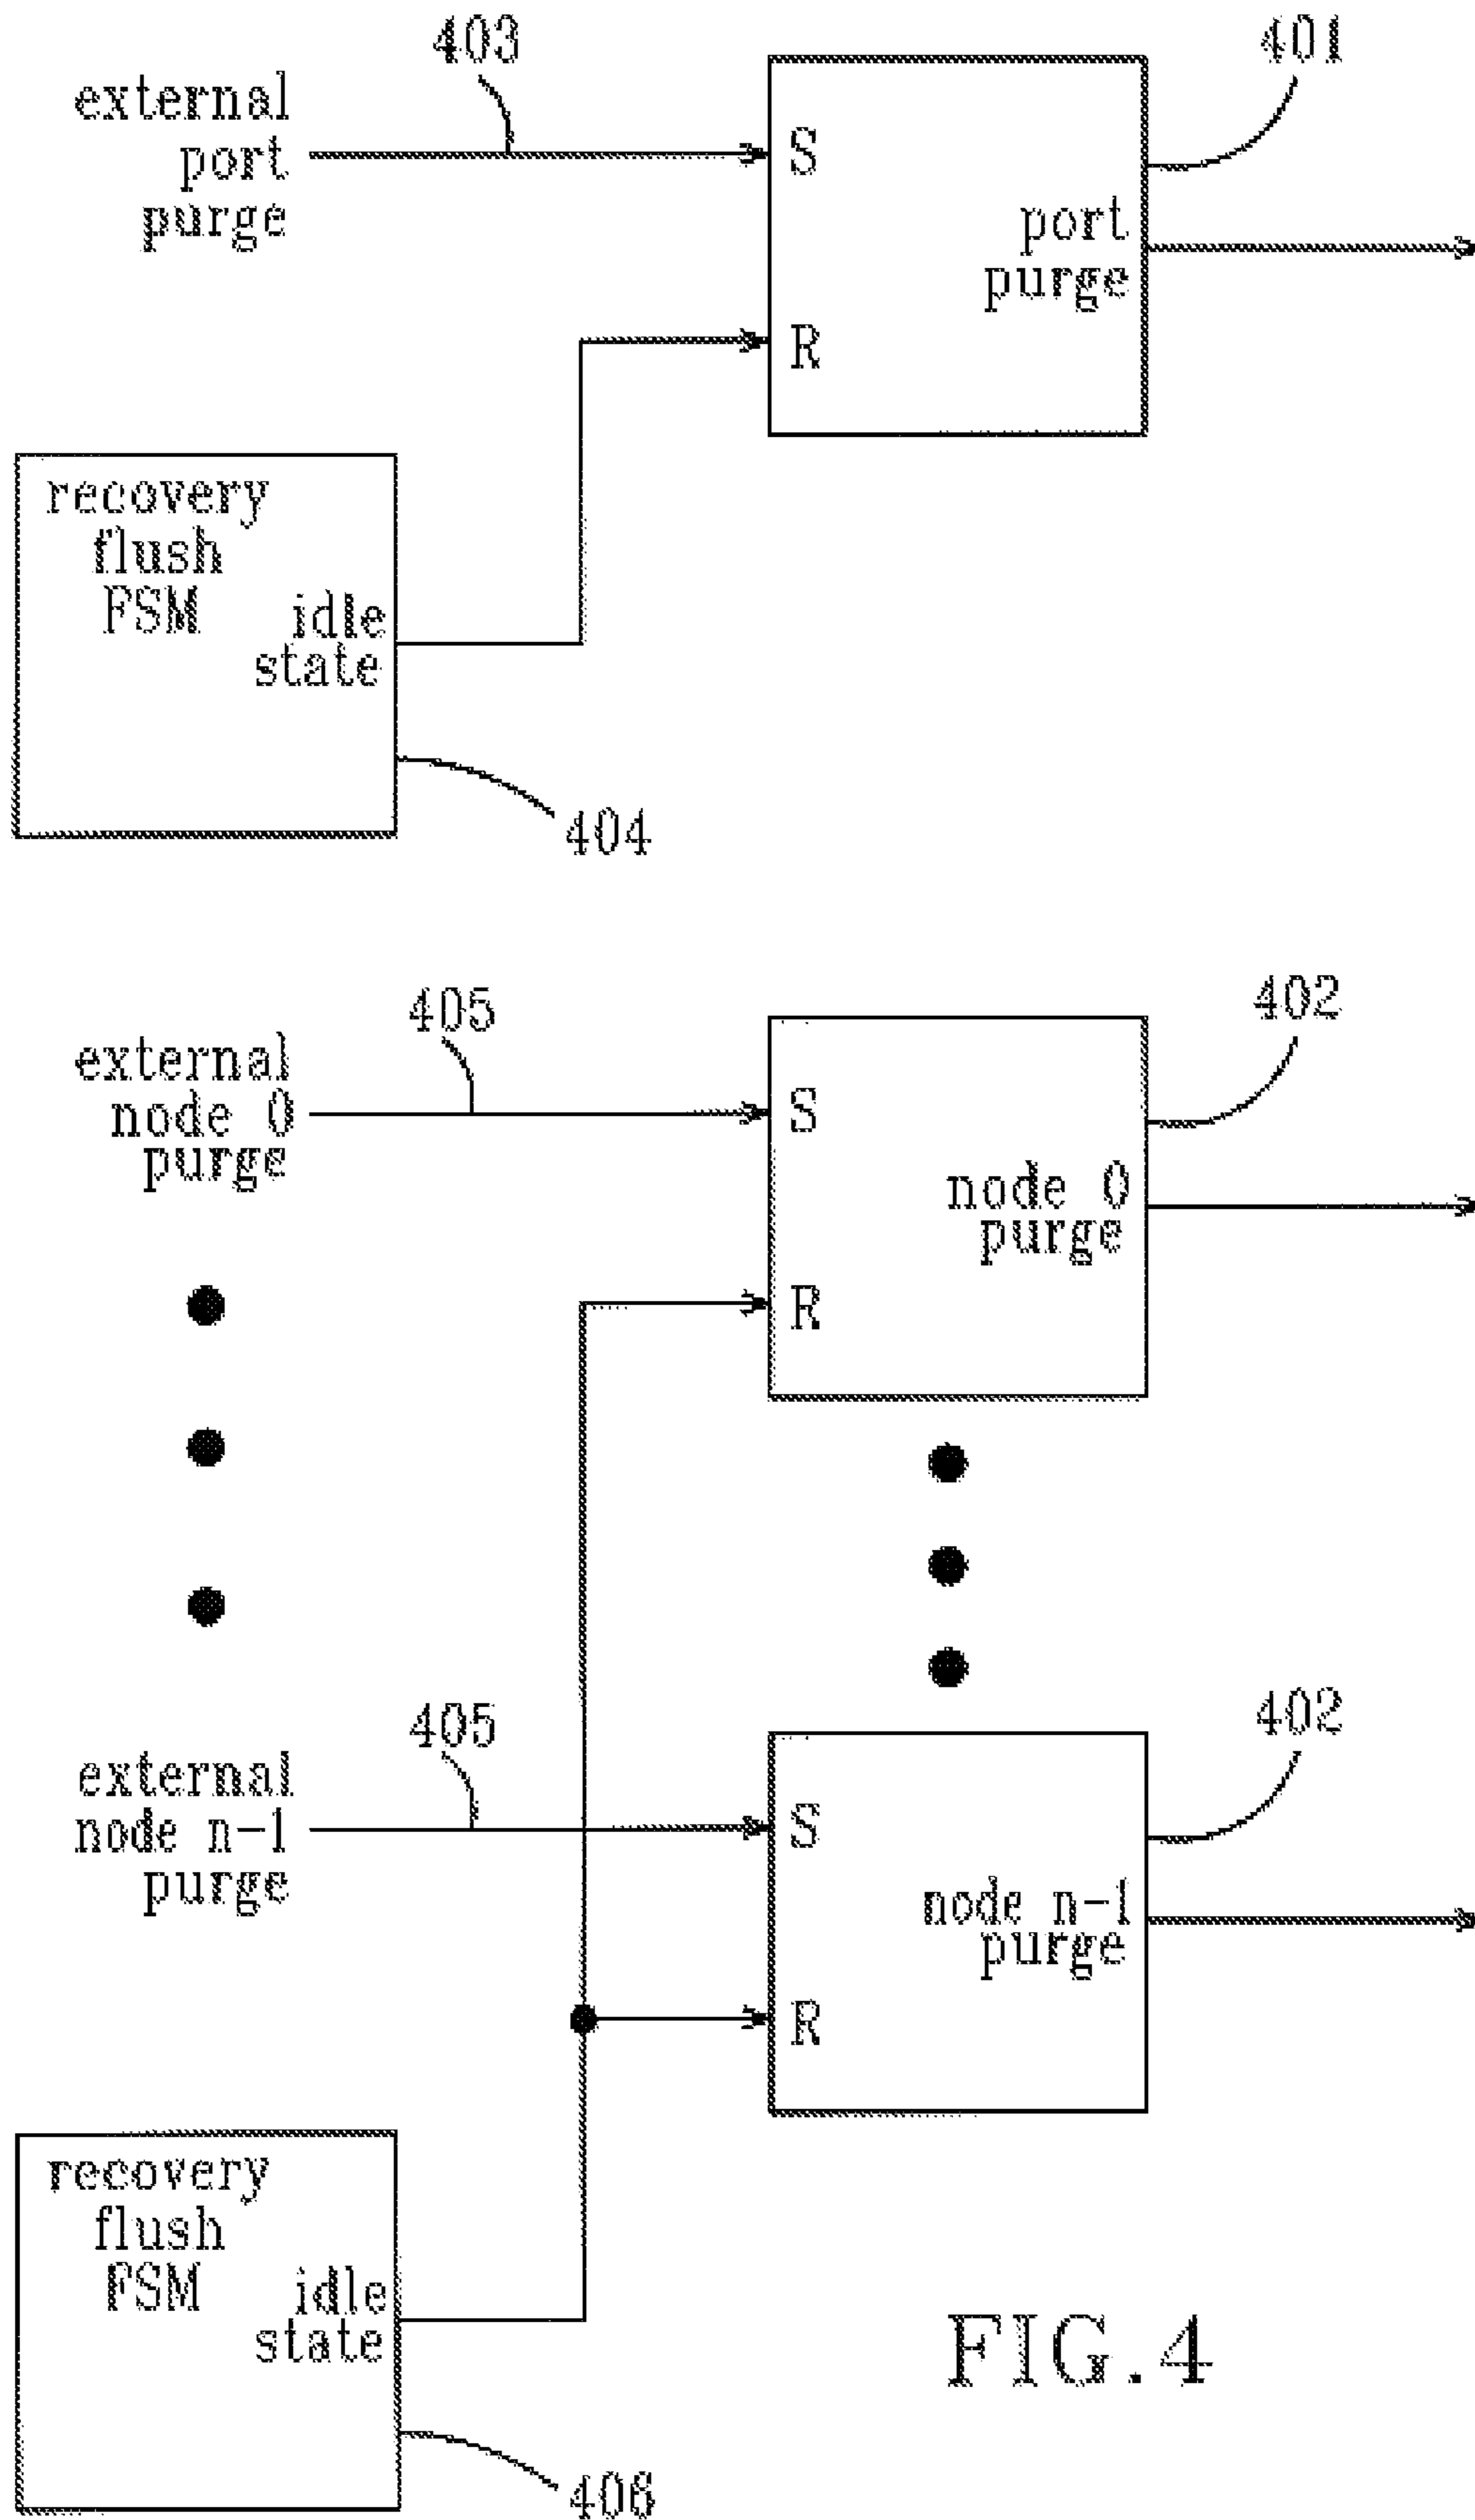 403
401
external
port
purge
S
port
purge
R
recovery
flush
FSM
idle
state
404
405
402
external
node 0
purge
S
node 0
purge
R
405
402
external
node n-1
purge
S
node n-1
purge
R
recovery
flush
FSM
idle
state
406
FIG.4